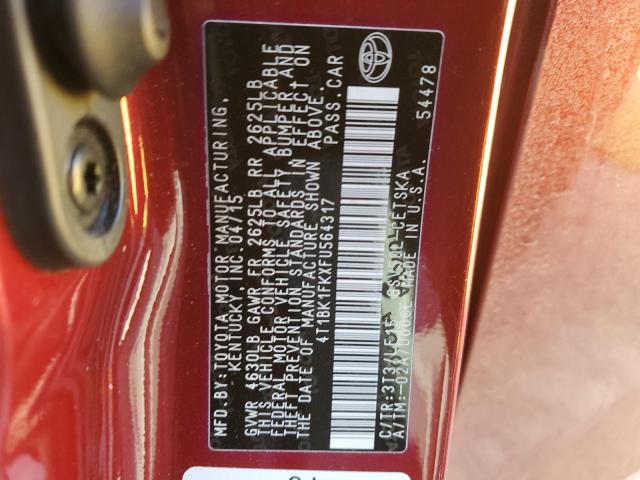 MFD. BY: TOYOTA MOTOR MANUFACTURING,
KENTUCKY, INC. 04/15
GVWR 4630LB GAWR FR 2625LB RR 2625LB
THIS VEHICLE CONFORMS TO ALL APPLICABLE
FEDERAL MOTOR VEHICLE SAFETY, BUMPER, AND
THEFT PREVENTION STANDARDS IN EFFECT ON
THE DATE OF MANUFACTURE SHOWN ABOVE.
4T1BK1FKXFU564317 PASS. CAR
C/TR:
A/TM: MADE IN U.S.A.
54478